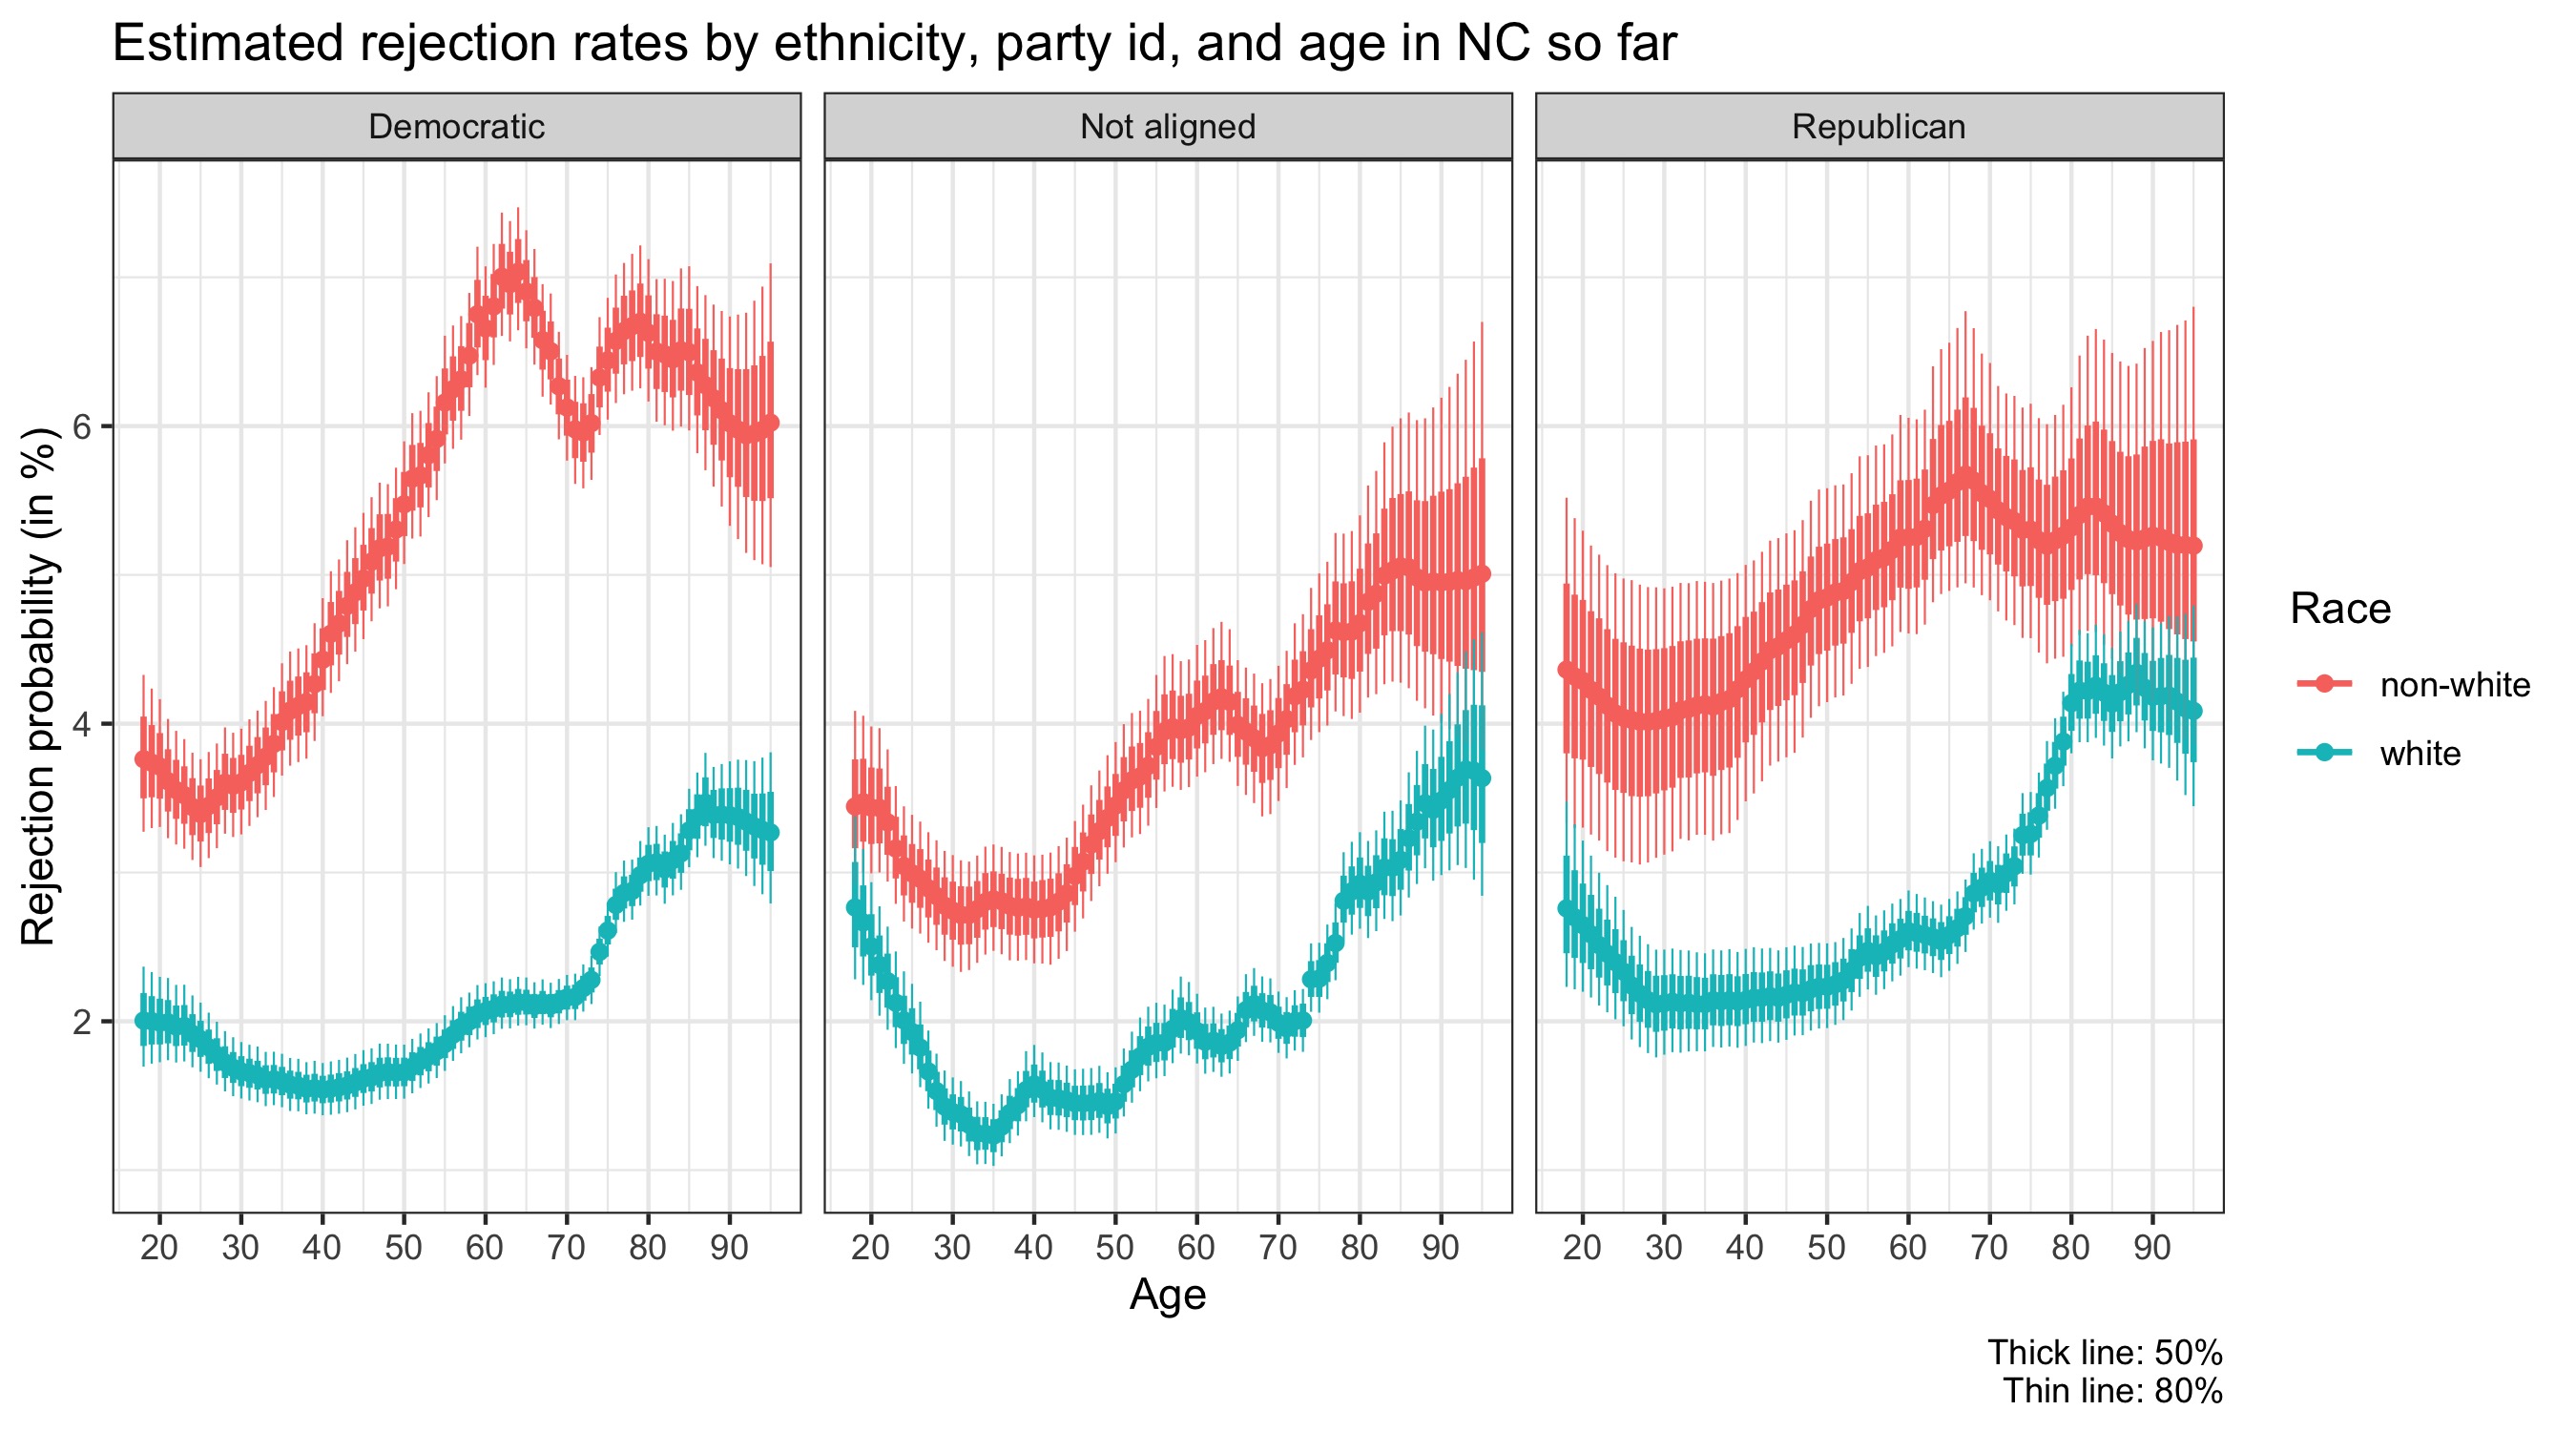 Estimated rejection rates by ethnicity, party id, and age in NC so far
Democratic
Not aligned
Republican
Rejection probability (in %)
6
4
2
20 30 40 50 60 70 80 90
20 30 40 50 60 70 80 90
20 30 40 50 60 70 80 90
Age
Race
non-white
white
Thick line: 50%
Thin line: 80%